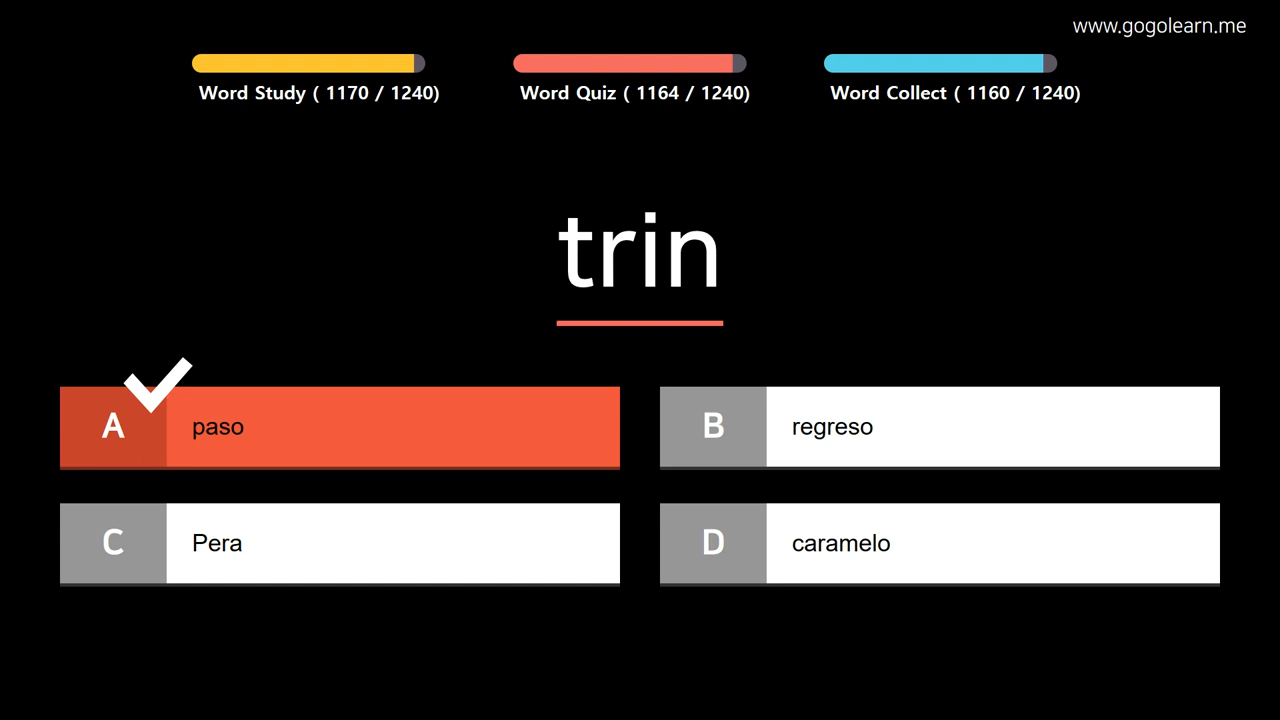 www.gogolearn.me
Word Study ( 1170 / 1240)
Word Quiz ( 1164 / 1240)
Word Collect ( 1160 / 1240)
trin
A paso
B regreso
C Pera
D caramelo